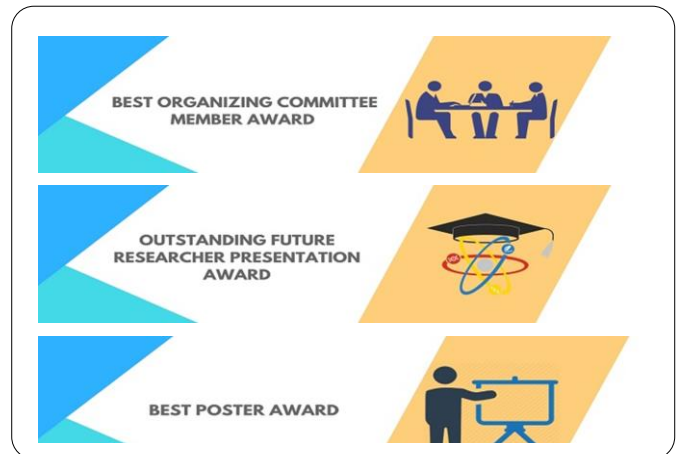 BEST ORGANIZING COMMITTEE
MEMBER AWARD
OUTSTANDING FUTURE
RESEARCHER PRESENTATION
AWARD
BEST POSTER AWARD